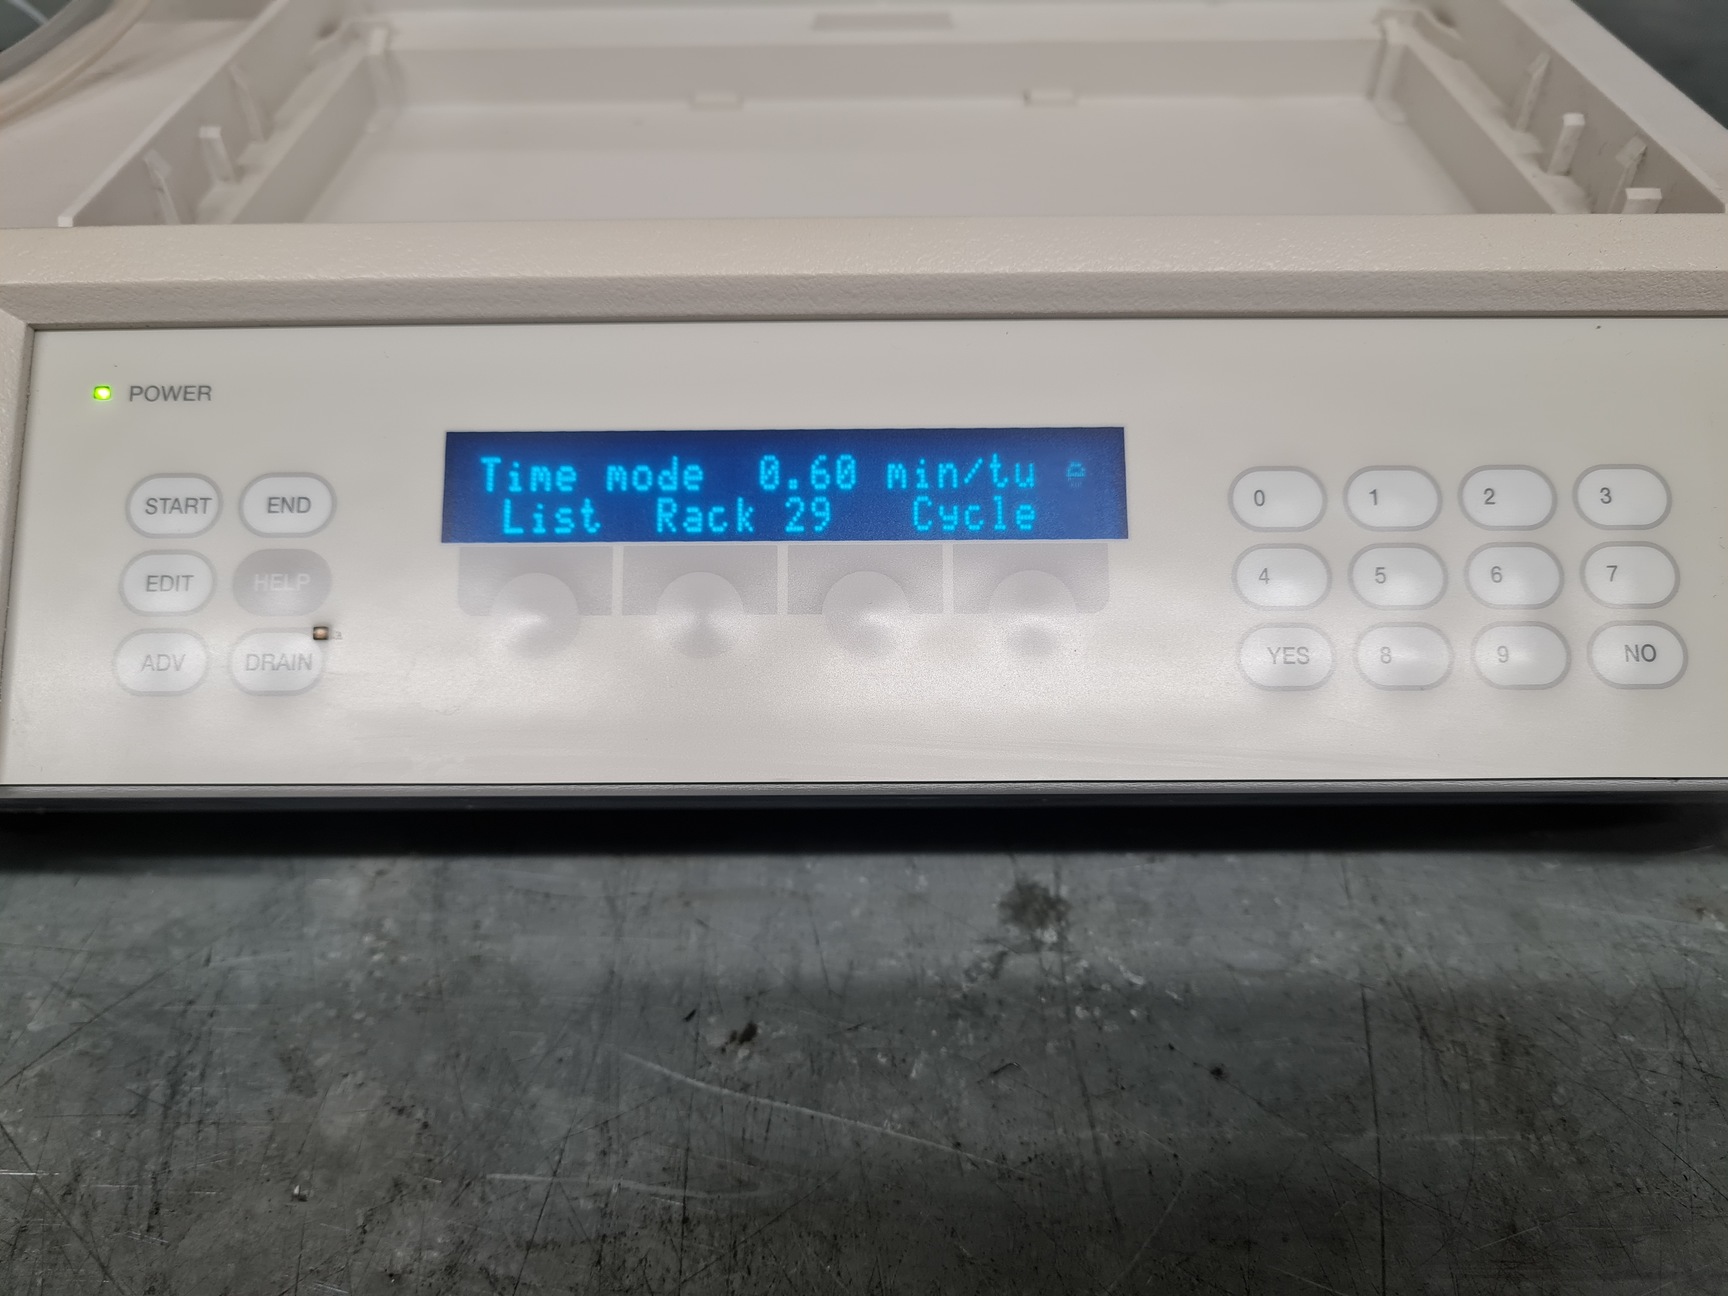 POWER
START END
EDIT HELP
ADV DRAIN
Time mode 0.60 min/tu
List Rack 29 Cycle
0 1 2 3
4 5 6 7
YES 8 9 NO